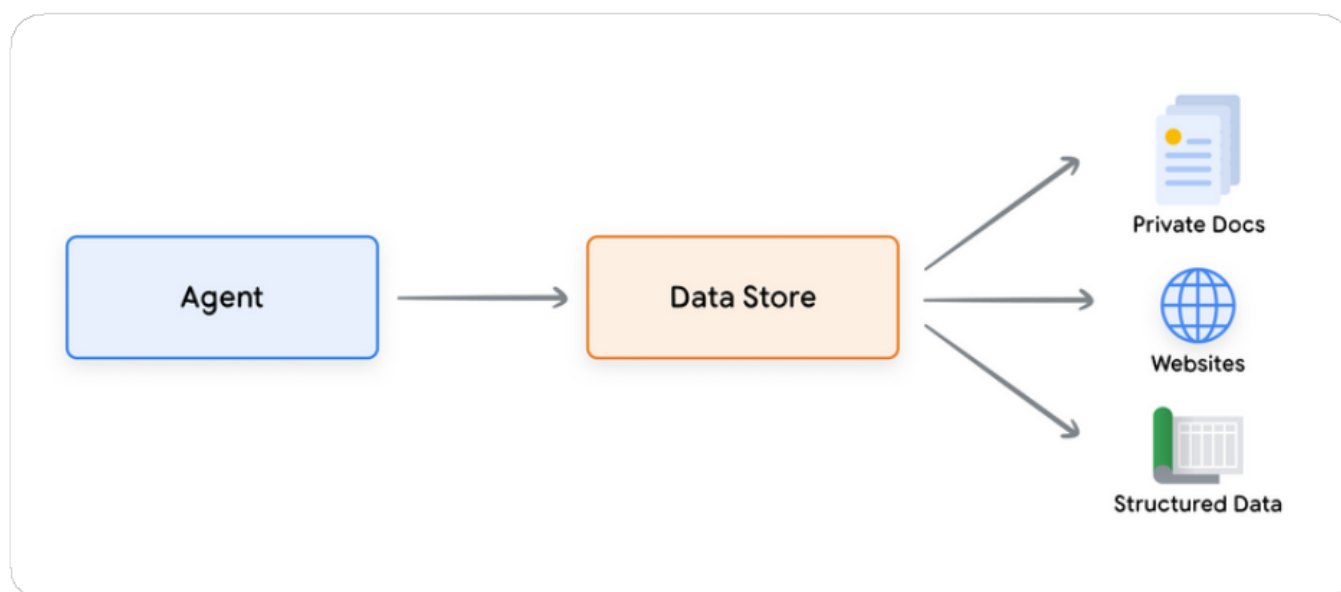 Agent
Data Store
Private Docs
Websites
Structured Data